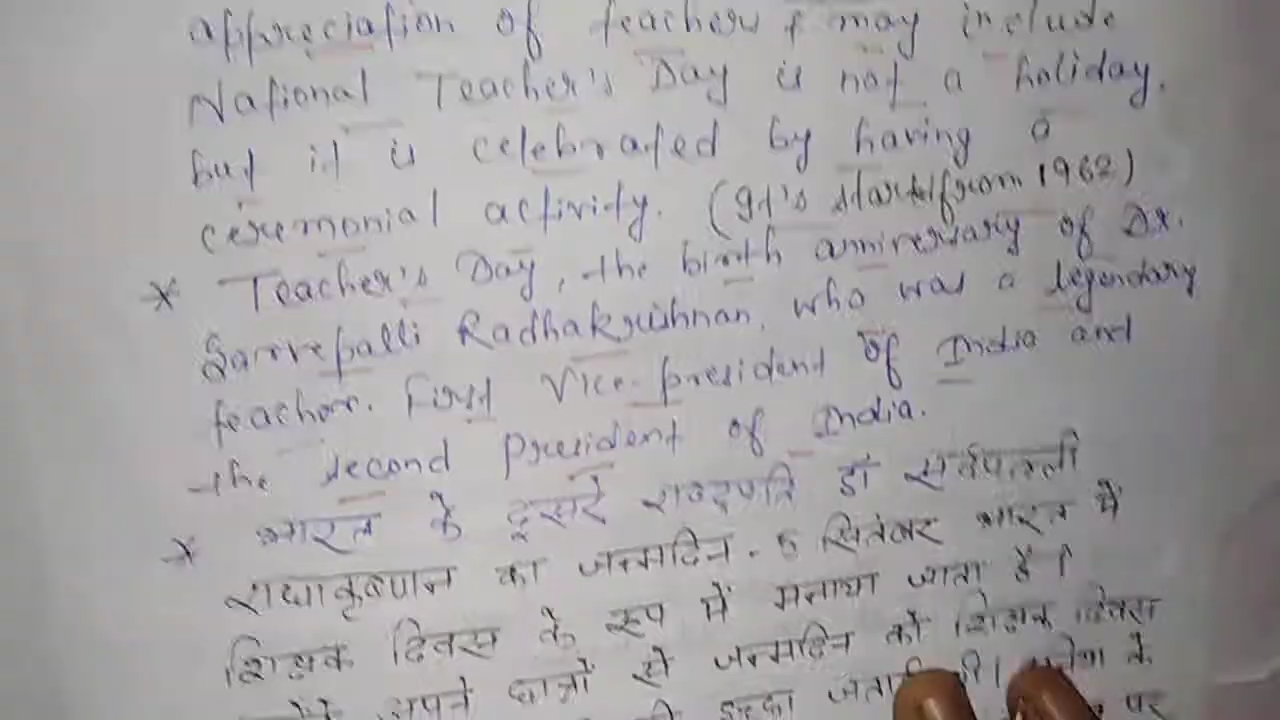 appreciation of teachers & may include
National Teacher's Day is not a holiday.
but it is celebrated by having a
ceremonial activity. (It's start from 1962)
* Teacher's Day, the birth anniversary of Dr.
Sarvepalli Radhakrishnan, who was a legendary
teacher. First Vice-president of India and
the second president of India.
* भारत के दूसरे राष्ट्रपति डॉ सर्वपल्ली
राधाकृष्णन का जन्मदिन - 5 सितंबर भारत में
शिक्षक दिवस के रूप में मनाया जाता है।
अपने छात्रों से जन्मदिन को शिक्षक दिवस
इच्छा के
पर